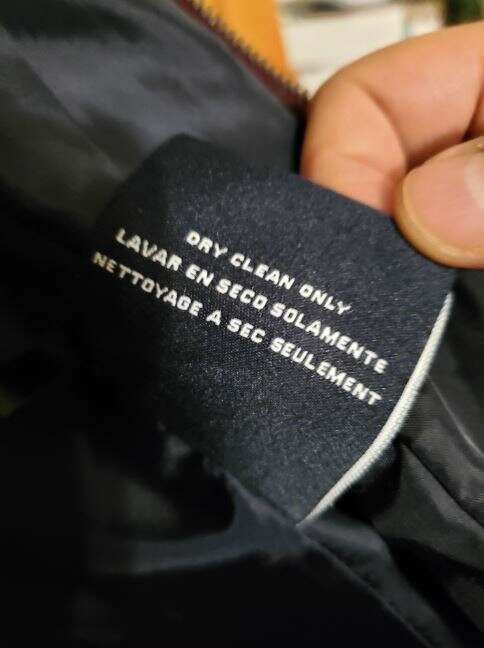 DRY CLEAN ONLY
LAVAR EN SECO SOLAMENTE
NETTOYAGE A SEC SEULEMENT